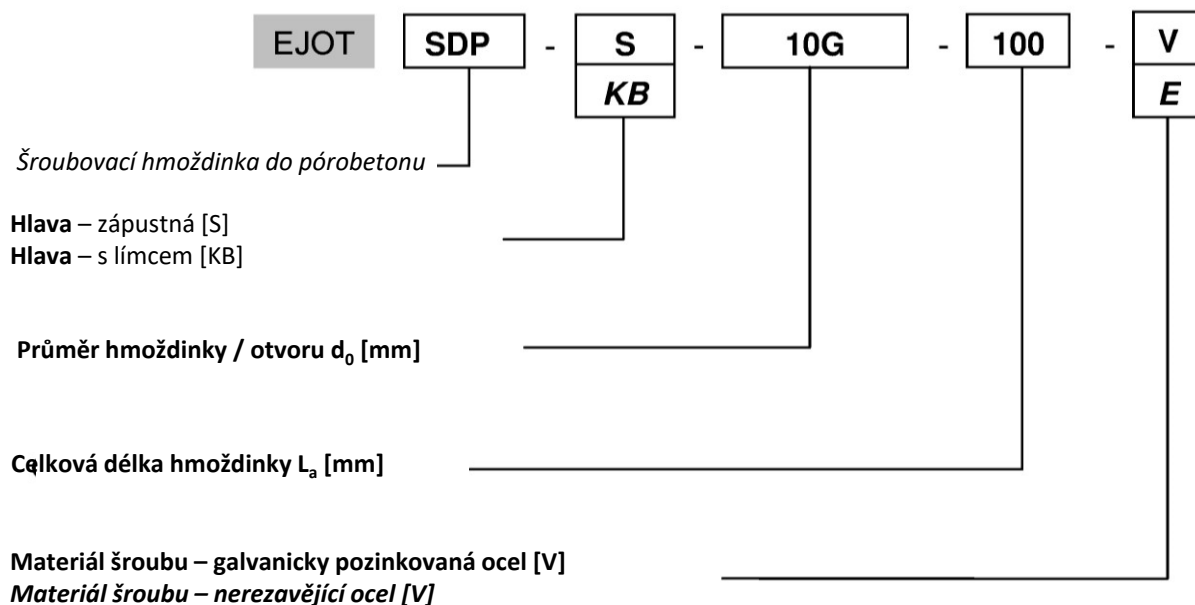 EJOT SDP - S - 10G - 100 - V
KB E
Šroubovací hmoždinka do pórobetonu
Hlava – zápustná [S]
Hlava – s límcem [KB]
Průměr hmoždinky / otvoru d₀ [mm]
Celková délka hmoždinky Lₐ [mm]
Materiál šroubu – galvanicky pozinkovaná ocel [V]
Materiál šroubu – nerezavějící ocel [V]